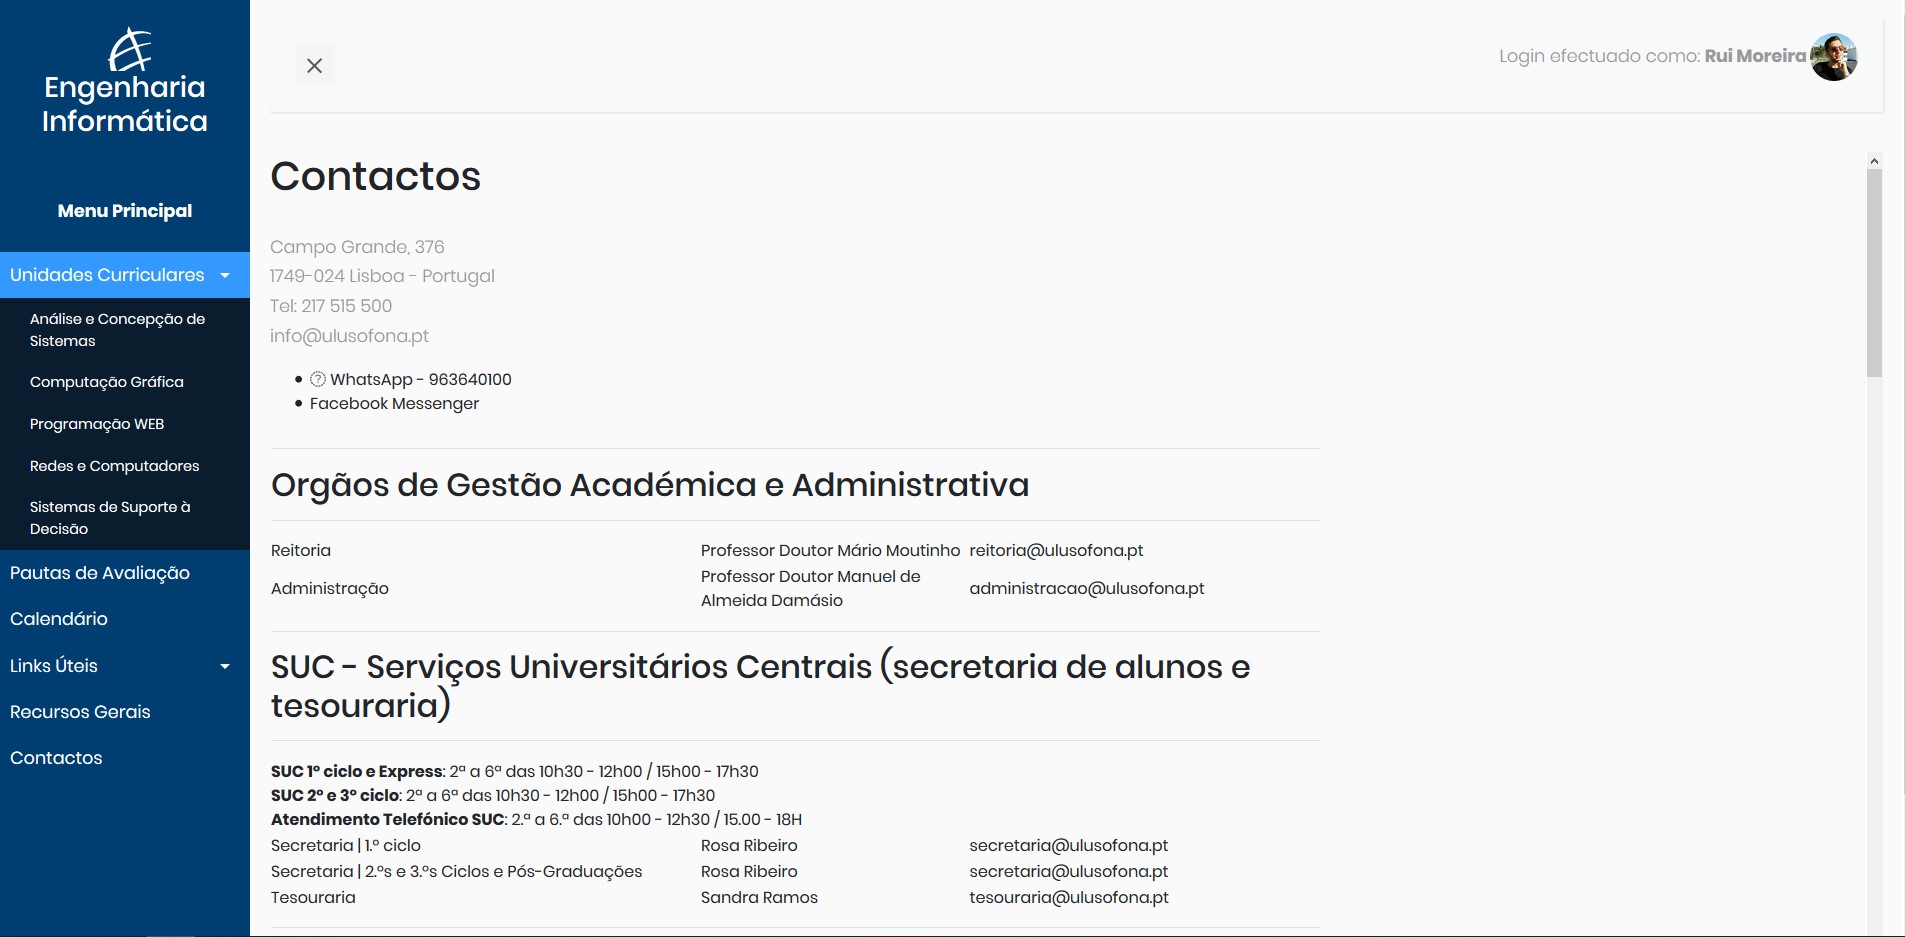 Engenharia
Informática
Menu Principal
Unidades Curriculares
Análise e Concepção de
Sistemas
Computação Gráfica
Programação WEB
Redes e Computadores
Sistemas de Suporte à
Decisão
Pautas de Avaliação
Calendário
Links Úteis
Recursos Gerais
Contactos
Login efectuado como: Rui Moreira
Contactos
Campo Grande, 376
1749-024 Lisboa - Portugal
Tel: 217 515 500
info@ulusofona.pt
WhatsApp - 963640100
Facebook Messenger
Orgãos de Gestão Académica e Administrativa
Reitoria Professor Doutor Mário Moutinho reitoria@ulusofona.pt
Administração Professor Doutor Manuel de
Almeida Damásio administracao@ulusofona.pt
SUC - Serviços Universitários Centrais (secretaria de alunos e
tesouraria)
SUC 1º ciclo e Express: 2ª a 6ª das 10h30 - 12h00 / 15h00 - 17h30
SUC 2º e 3º ciclo: 2ª a 6ª das 10h30 - 12h00 / 15h00 - 17h30
Atendimento Telefónico SUC: 2.ª a 6.ª das 10h00 - 12h30 / 15.00 - 18H
Secretaria | 1.º ciclo Rosa Ribeiro secretaria@ulusofona.pt
Secretaria | 2.ºs e 3.ºs Ciclos e Pós-Graduações Rosa Ribeiro secretaria@ulusofona.pt
Tesouraria Sandra Ramos tesouraria@ulusofona.pt